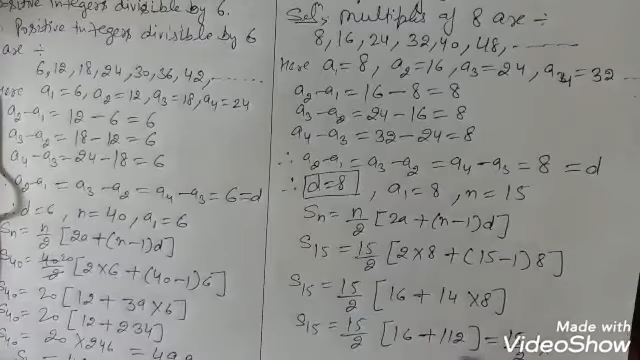 ositive integers divisible by 6.
Positive integers divisible by 6
are ÷
6, 12, 18, 24, 30, 36, 42, ........
Here a₁ = 6, a₂ = 12, a₃ = 18, a₄ = 24
a₂-a₁ = 12 - 6 = 6
a₃-a₂ = 18 - 12 = 6
a₄-a₃ = 24 - 18 = 6
a₂-a₁ = a₃-a₂ = a₄-a₃ = 6 = d
d = 6, n = 40, a₁ = 6
Sn = n/2 [2a + (n-1)d]
S₄₀ = 40/2 [2×6 + (40-1)6]
S₄₀ = 20 [12 + 39×6]
S₄₀ = 20 [12 + 234]
S₄₀ = 20 × 246
Solⁿ: multiples of 8 are ÷
8, 16, 24, 32, 40, 48, ........
Here a₁ = 8, a₂ = 16, a₃ = 24, a₄ = 32 ....
a₂-a₁ = 16 - 8 = 8
a₃-a₂ = 24 - 16 = 8
a₄-a₃ = 32 - 24 = 8
∴ a₂-a₁ = a₃-a₂ = a₄-a₃ = 8 = d
∴ d = 8, a₁ = 8, n = 15
Sn = n/2 [2a + (n-1)d]
S₁₅ = 15/2 [2×8 + (15-1)8]
S₁₅ = 15/2 [16 + 14×8]
S₁₅ = 15/2 [16 + 112] =
Made with
VideoShow